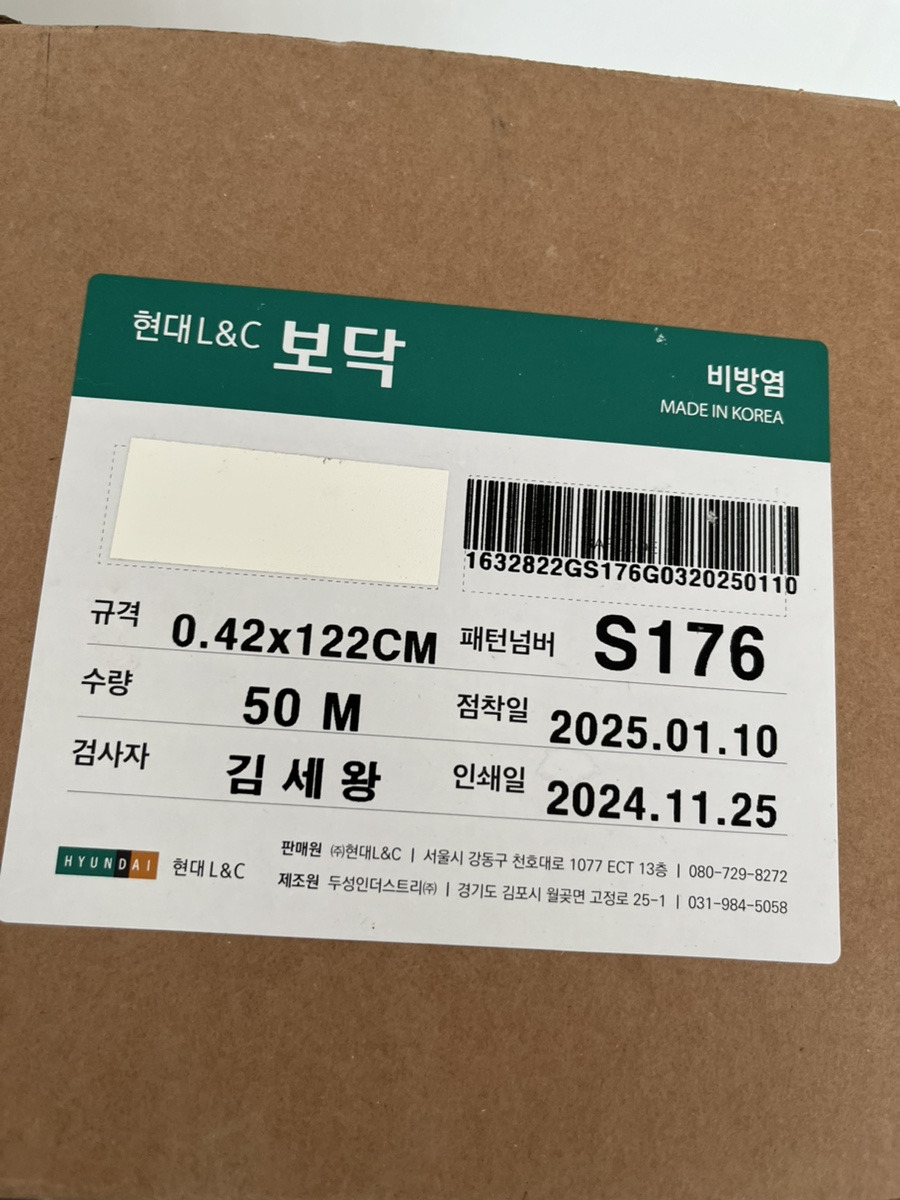 현대 L&C 보닥
비방염
MADE IN KOREA
1632822GS176G0320250110
규격 0.42x122CM 패턴넘버 S176
수량 50 M 점착일 2025.01.10
검사자 김 세 왕 인쇄일 2024.11.25
HYUNDAI 현대 L&C
판매원 ㈜현대L&C | 서울시 강동구 천호대로 1077 ECT 13층 | 080-729-8272
제조원 두성인더스트리㈜ | 경기도 김포시 월곶면 고정로 25-1 | 031-984-5058